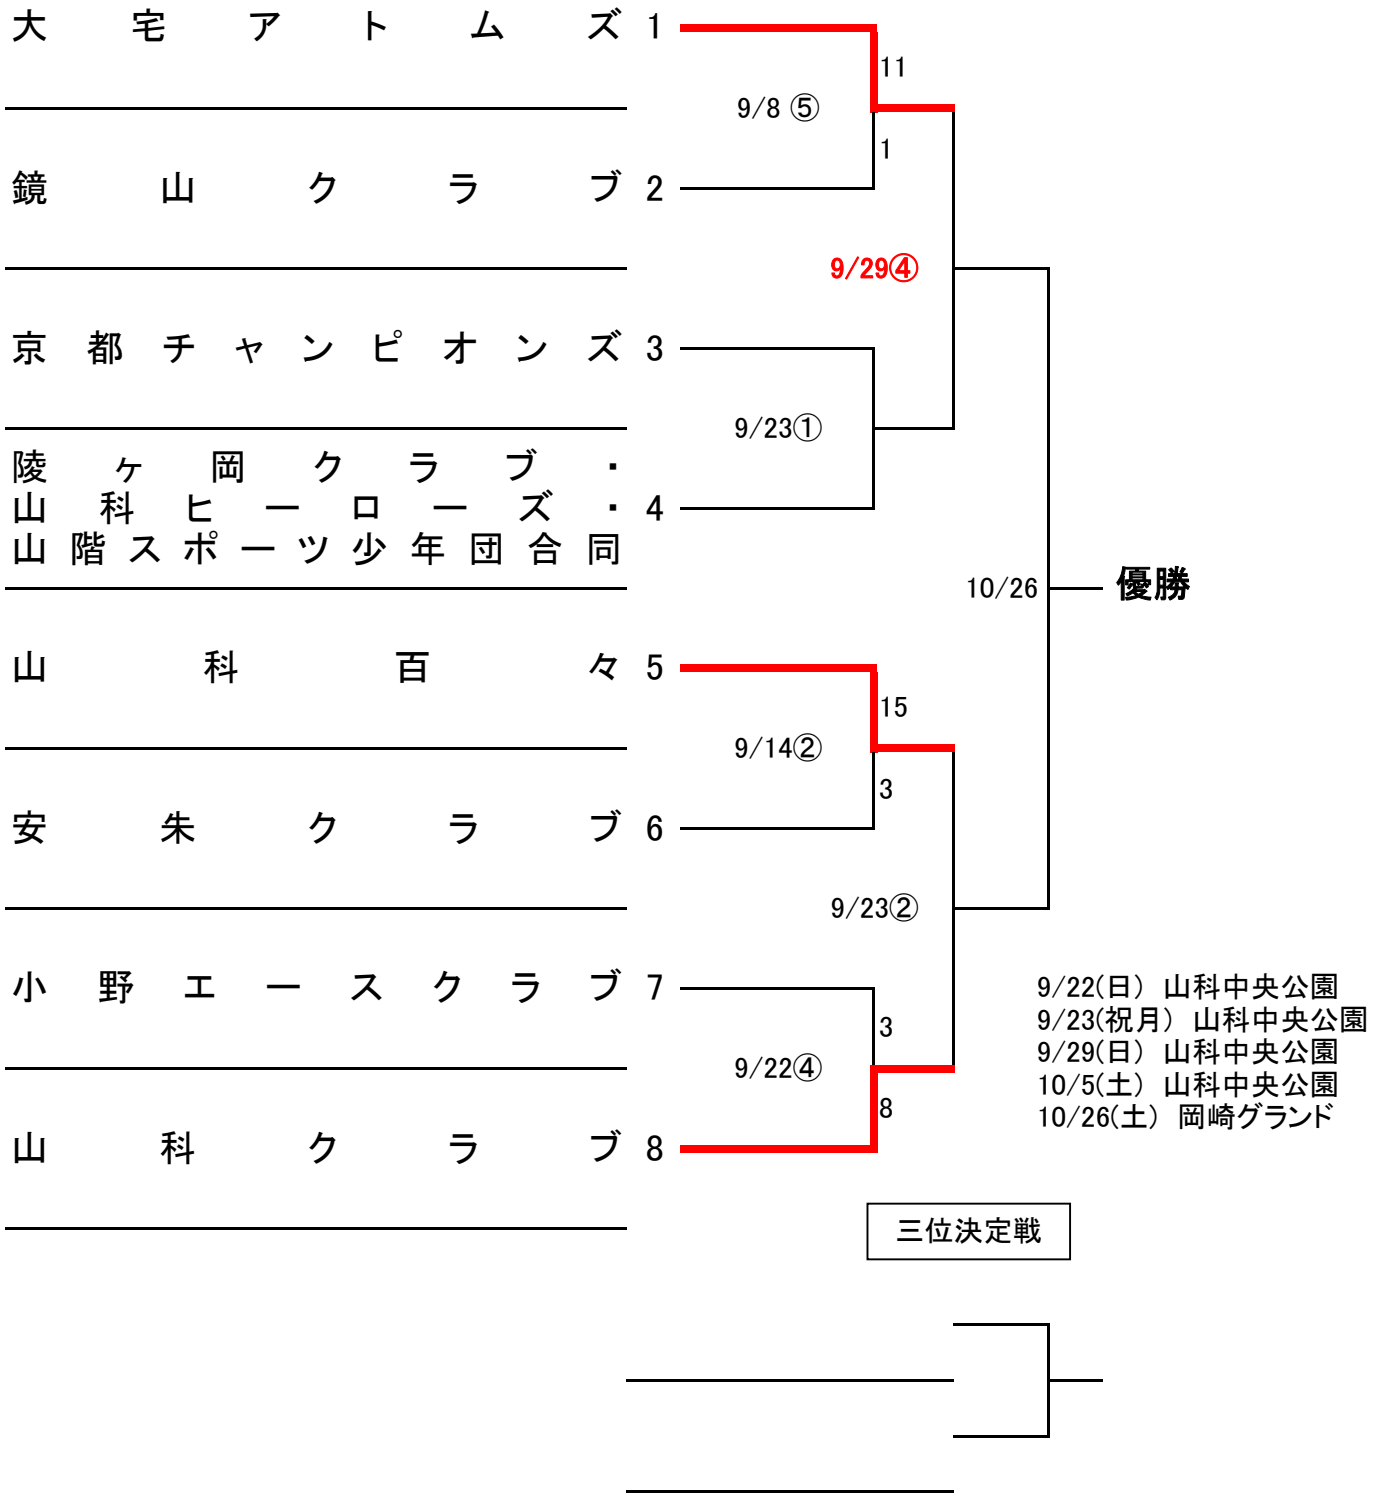 大宅アトムズ 1
11
9/8 ⑤
1
鏡山クラブ 2
9/29④
京都チャンピオンズ 3
9/23①
陵ヶ岡クラブ・
山科ヒーローズ・ 4
山階スポーツ少年団合同
10/26 優勝
山科百々 5
15
9/14②
3
安朱クラブ 6
9/23②
小野エースクラブ 7
3
9/22④
8
山科クラブ 8
9/22(日) 山科中央公園
9/23(祝月) 山科中央公園
9/29(日) 山科中央公園
10/5(土) 山科中央公園
10/26(土) 岡崎グランド
三位決定戦